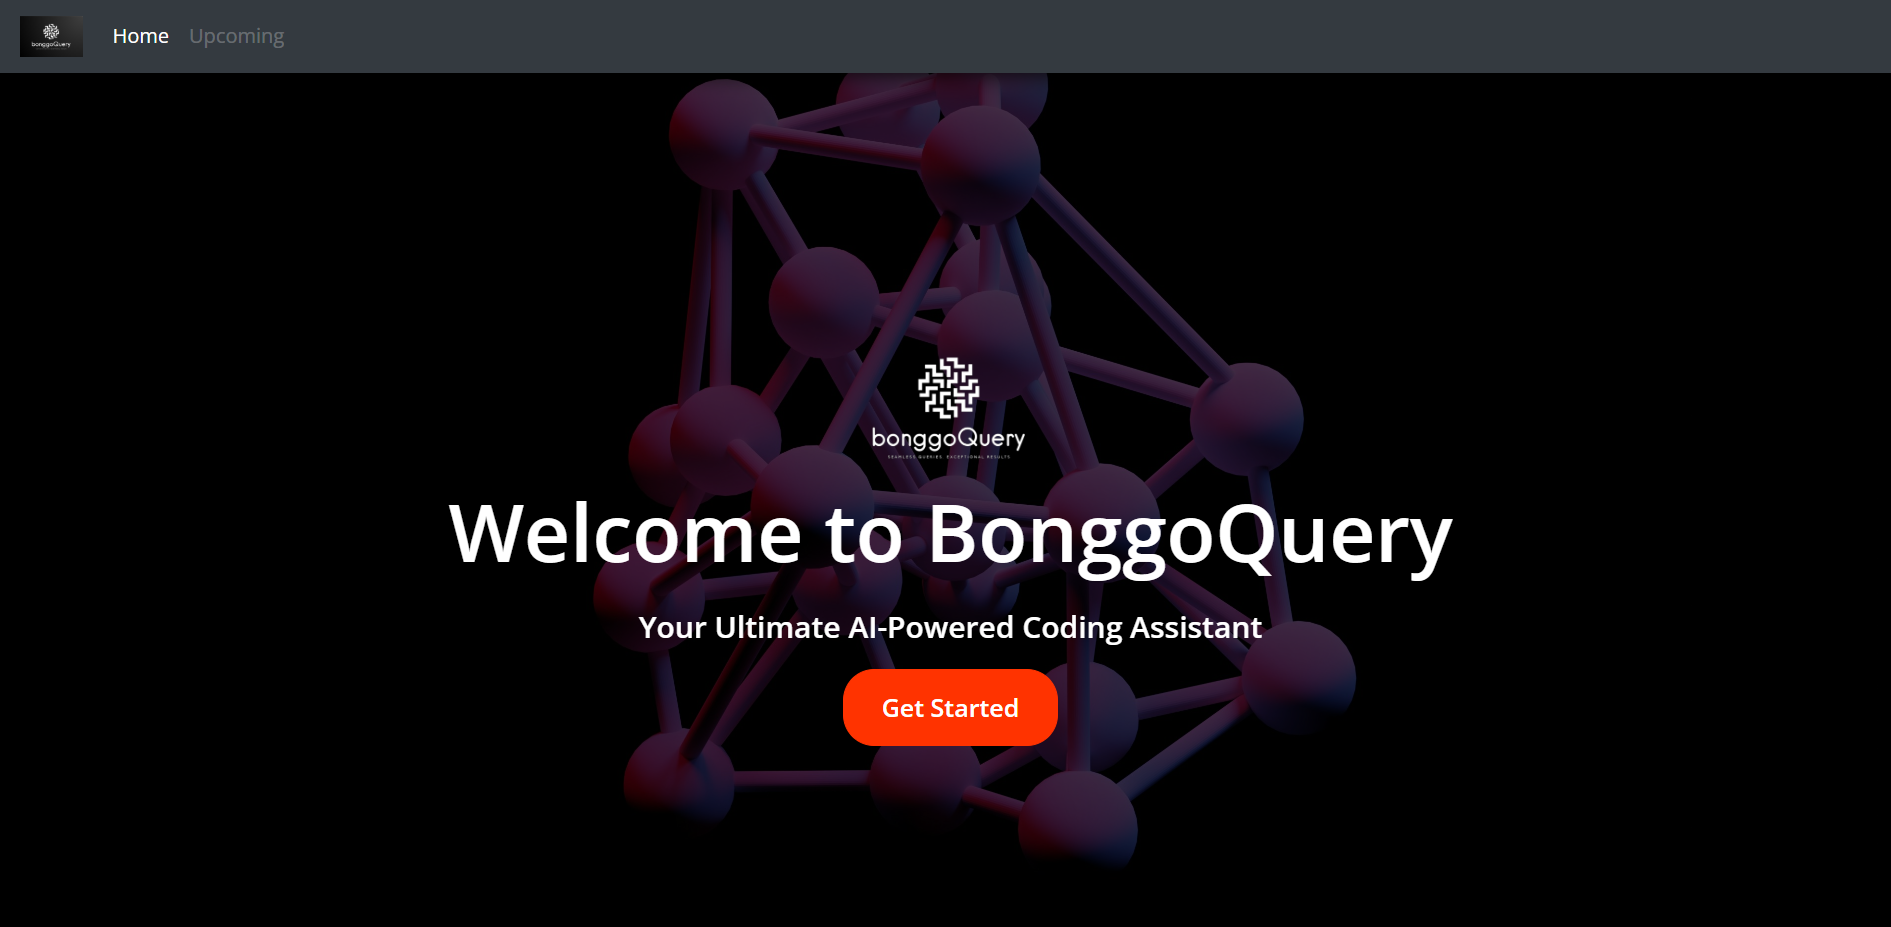 bonggoQuery
Home
Upcoming
bonggoQuery
SEAMLESS QUERIES. EXCEPTIONAL RESULTS
Welcome to BonggoQuery
Your Ultimate AI-Powered Coding Assistant
Get Started